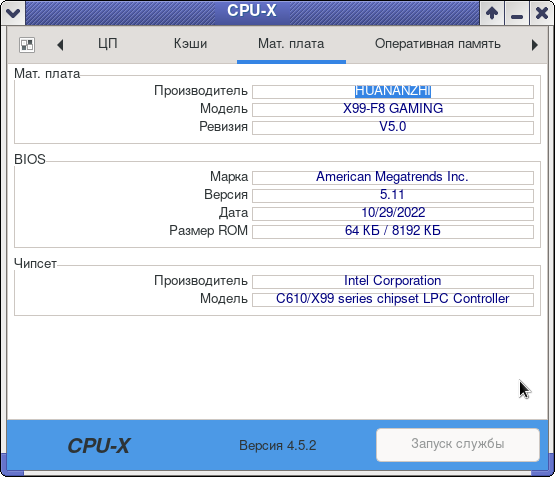 CPU-X
ЦП Кэши Мат. плата Оперативная память
Мат. плата
Производитель HUANANZHI
Модель X99-F8 GAMING
Ревизия V5.0
BIOS
Марка American Megatrends Inc.
Версия 5.11
Дата 10/29/2022
Размер ROM 64 КБ / 8192 КБ
Чипсет
Производитель Intel Corporation
Модель C610/X99 series chipset LPC Controller
CPU-X Версия 4.5.2 Запуск службы